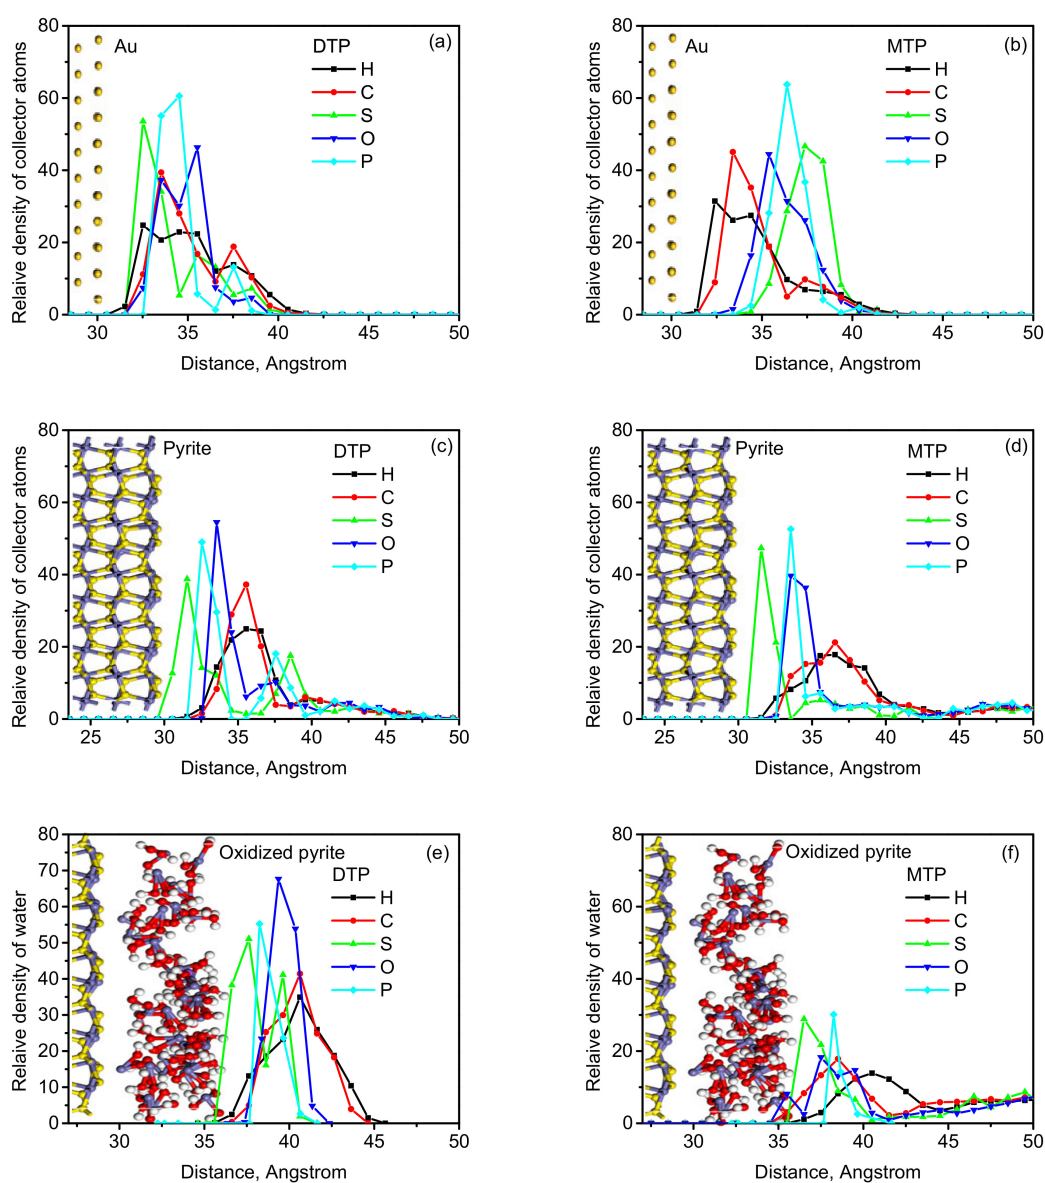 Relaive density of collector atoms
80
60
40
20
0
Au
DTP
(a)
H
C
S
O
P
30
35
40
45
50
Distance, Angstrom
Relaive density of collector atoms
80
60
40
20
0
Au
MTP
(b)
H
C
S
O
P
30
35
40
45
50
Distance, Angstrom
Relaive density of collector atoms
80
60
40
20
0
Pyrite
DTP
(c)
H
C
S
O
P
25
30
35
40
45
50
Distance, Angstrom
Relaive density of collector atoms
80
60
40
20
0
Pyrite
MTP
(d)
H
C
S
O
P
25
30
35
40
45
50
Distance, Angstrom
Relaive density of water
80
70
60
50
40
30
20
10
0
Oxidized pyrite
DTP
(e)
H
C
S
O
P
30
35
40
45
50
Distance, Angstrom
Relaive density of water
80
60
40
20
0
Oxidized pyrite
MTP
(f)
H
C
S
O
P
30
35
40
45
50
Distance, Angstrom